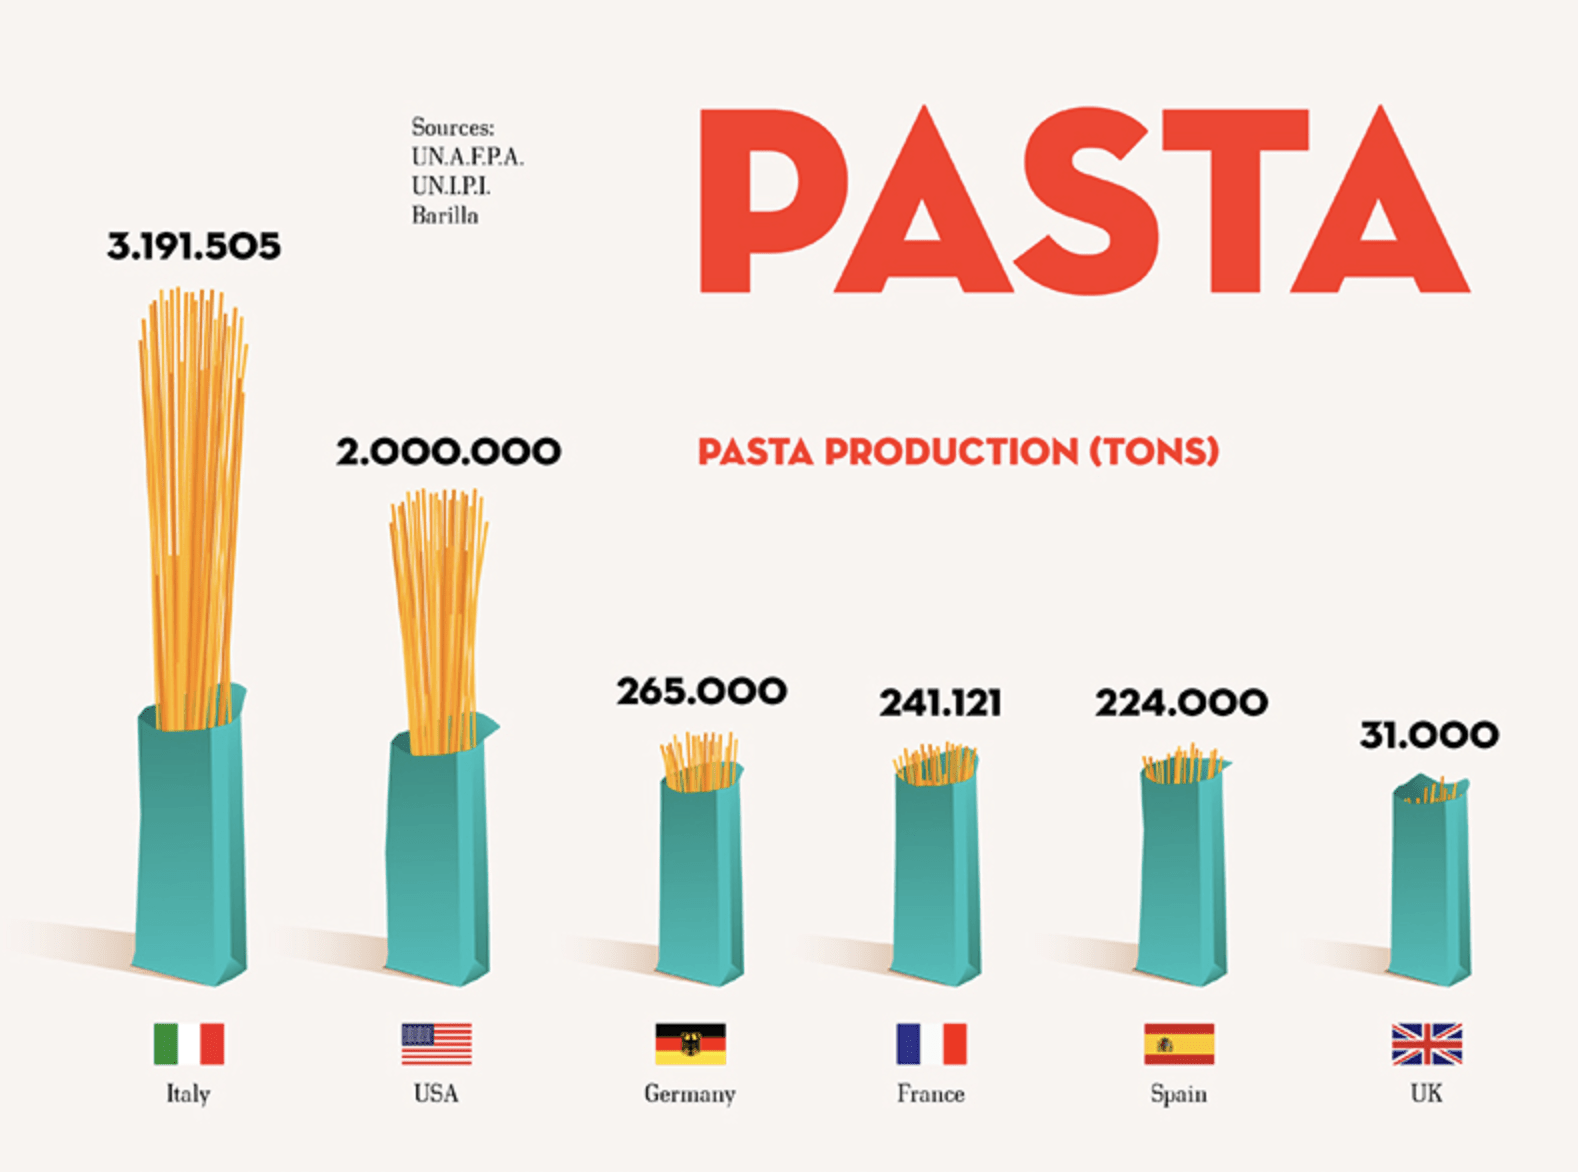 Sources:
UN.A.F.P.A.
UN.I.P.I.
Barilla
PASTA
PASTA PRODUCTION (TONS)
3.191.505
2.000.000
265.000
241.121
224.000
31.000
Italy
USA
Germany
France
Spain
UK